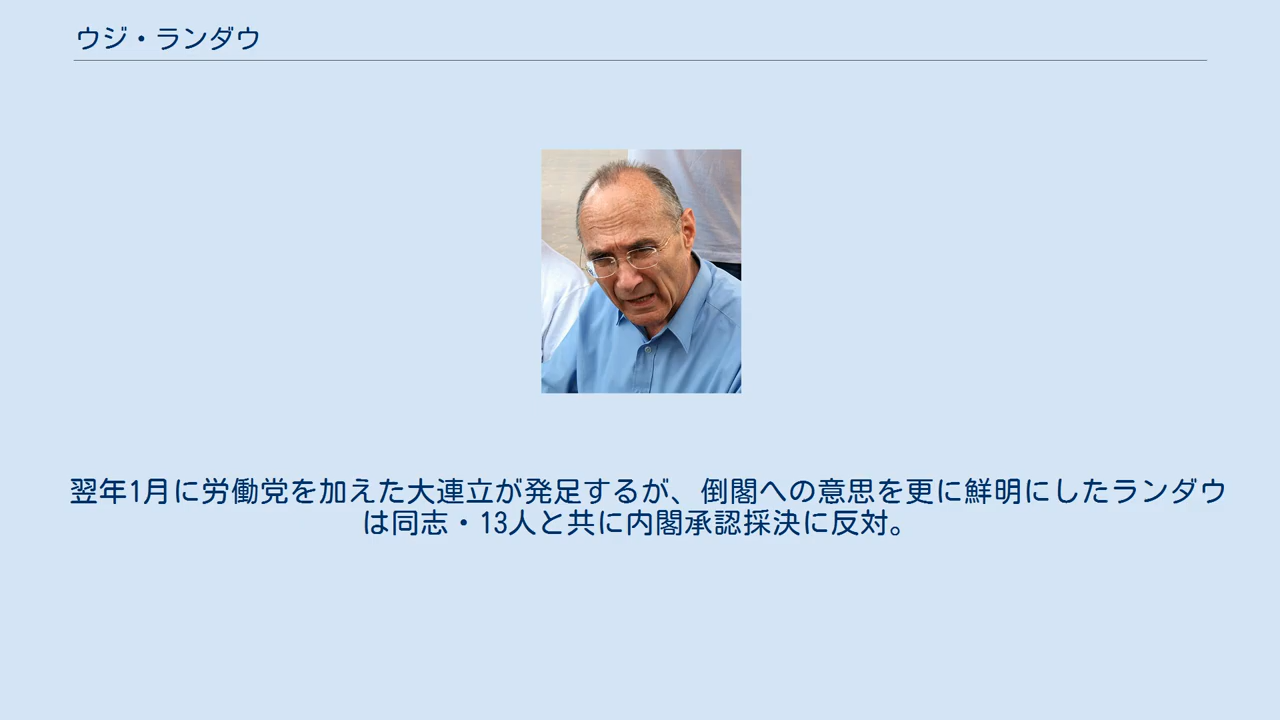 ウジ・ランダウ
翌年1月に労働党を加えた大連立が発足するが、倒閣への意思を更に鮮明にしたランダウ
は同志・13人と共に内閣承認採決に反対。